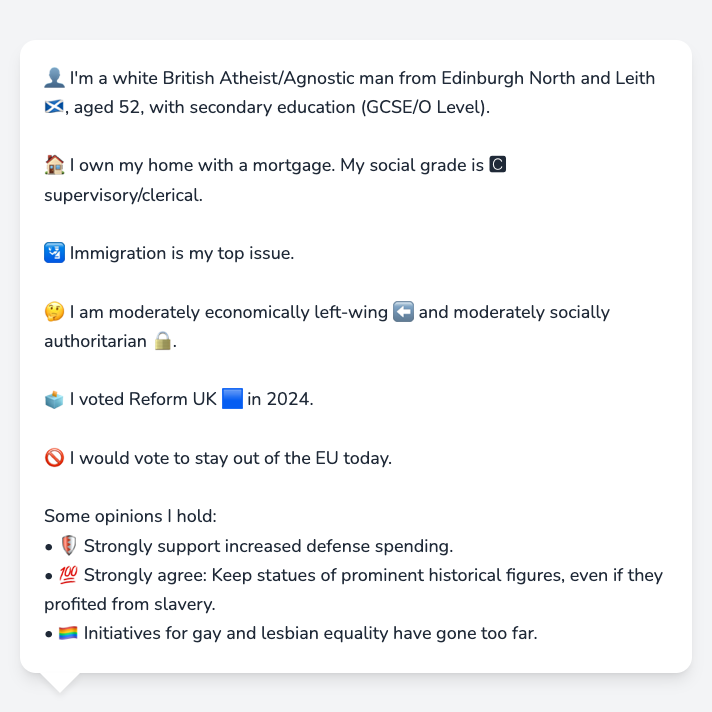 👤 I'm a white British Atheist/Agnostic man from Edinburgh North and Leith
🏴󠁧󠁢󠁳󠁣󠁴󠁿, aged 52, with secondary education (GCSE/O Level).
🏠 I own my home with a mortgage. My social grade is 🅲
supervisory/clerical.
🛂 Immigration is my top issue.
🤔 I am moderately economically left-wing ⬅️ and moderately socially
authoritarian 🔒.
🗳️ I voted Reform UK 🟦 in 2024.
🚫 I would vote to stay out of the EU today.
Some opinions I hold:
• 🛡️ Strongly support increased defense spending.
• 💯 Strongly agree: Keep statues of prominent historical figures, even if they
profited from slavery.
• 🏳️‍🌈 Initiatives for gay and lesbian equality have gone too far.